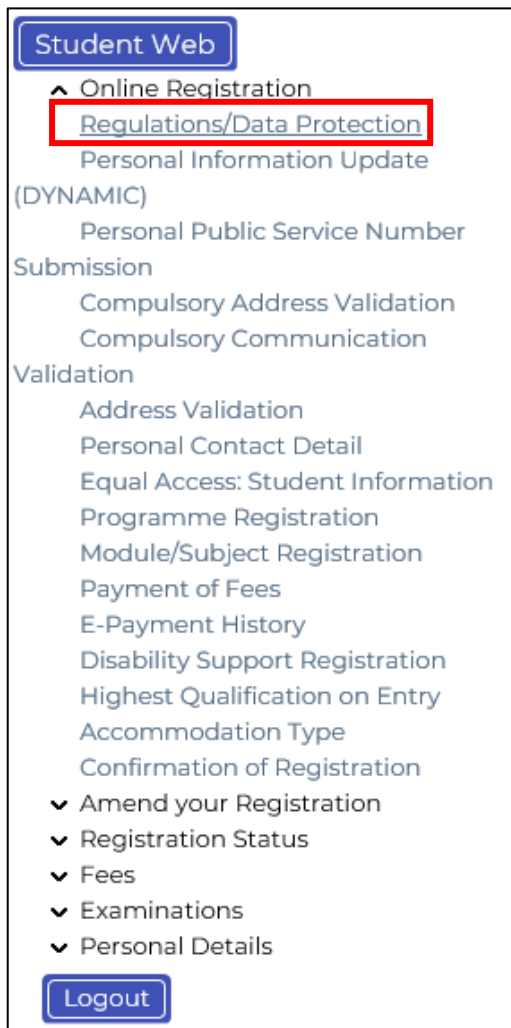 Student Web
Online Registration
Regulations/Data Protection
Personal Information Update
(DYNAMIC)
Personal Public Service Number
Submission
Compulsory Address Validation
Compulsory Communication
Validation
Address Validation
Personal Contact Detail
Equal Access: Student Information
Programme Registration
Module/Subject Registration
Payment of Fees
E-Payment History
Disability Support Registration
Highest Qualification on Entry
Accommodation Type
Confirmation of Registration
Amend your Registration
Registration Status
Fees
Examinations
Personal Details
Logout